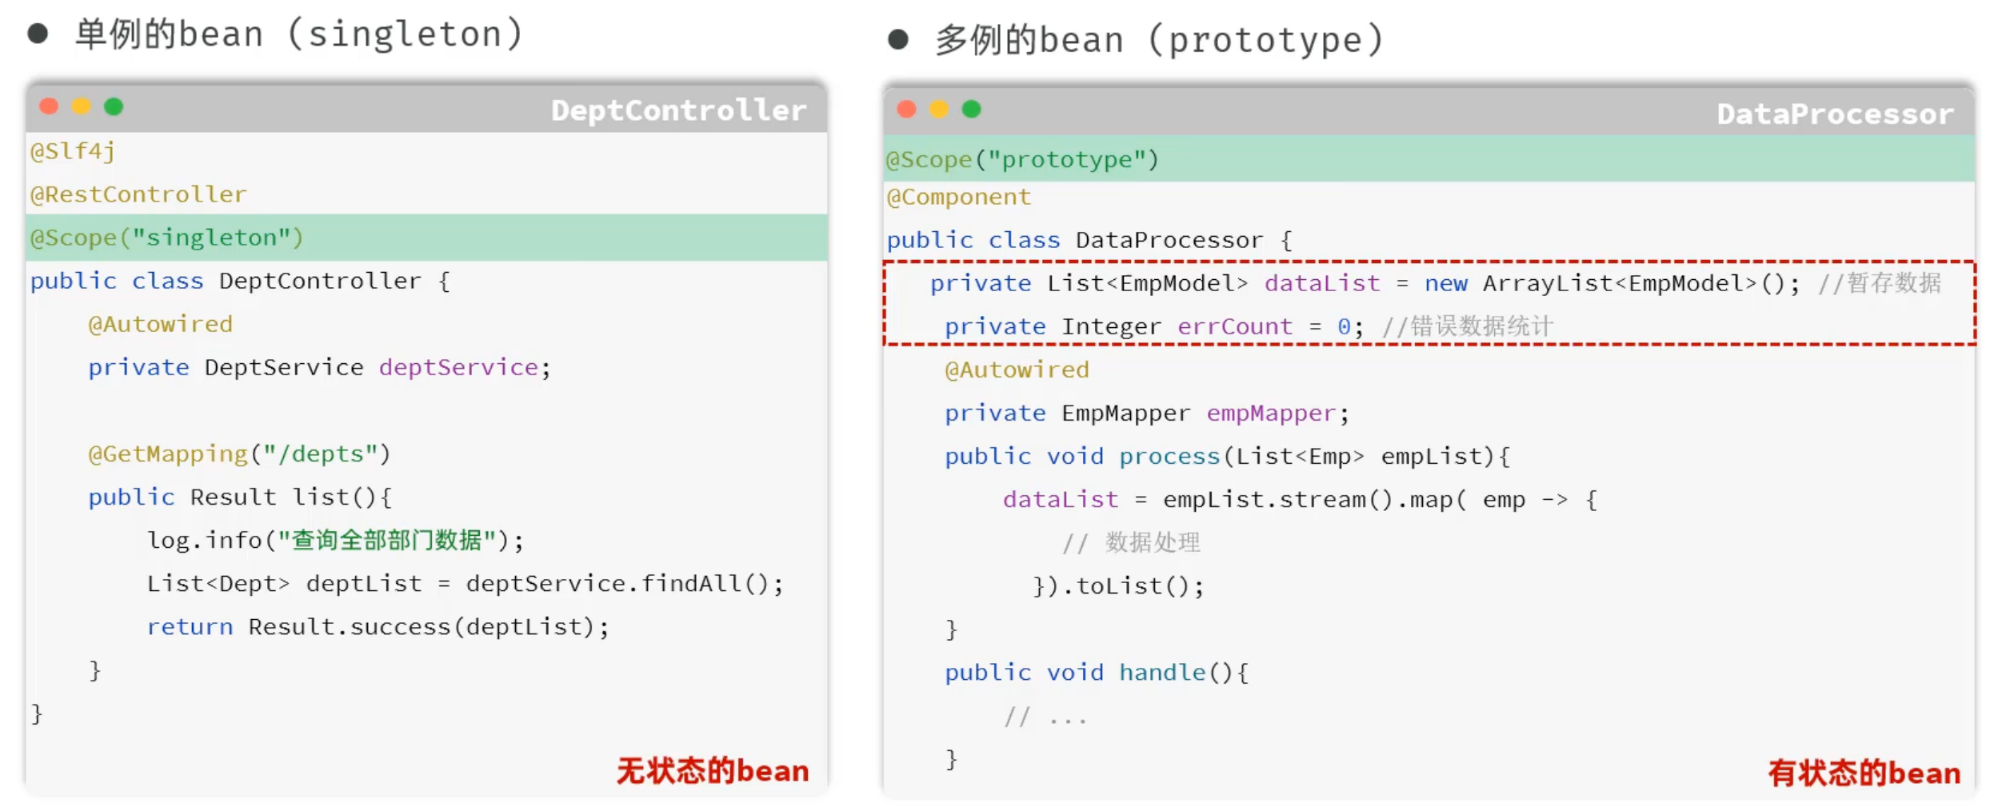 ● 单例的bean（singleton）
DeptController
@Slf4j
@RestController
@Scope("singleton")
public class DeptController {
    @Autowired
    private DeptService deptService;

    @GetMapping("/depts")
    public Result list(){
        log.info("查询全部部门数据");
        List<Dept> deptList = deptService.findAll();
        return Result.success(deptList);
    }
}
无状态的bean
● 多例的bean（prototype）
DataProcessor
@Scope("prototype")
@Component
public class DataProcessor {
   private List<EmpModel> dataList = new ArrayList<EmpModel>(); //暂存数据
    private Integer errCount = 0; //错误数据统计
    @Autowired
    private EmpMapper empMapper;
    public void process(List<Emp> empList){
        dataList = empList.stream().map( emp -> {
            // 数据处理
          }).toList();
    }
    public void handle(){
        // ...
    }
有状态的bean